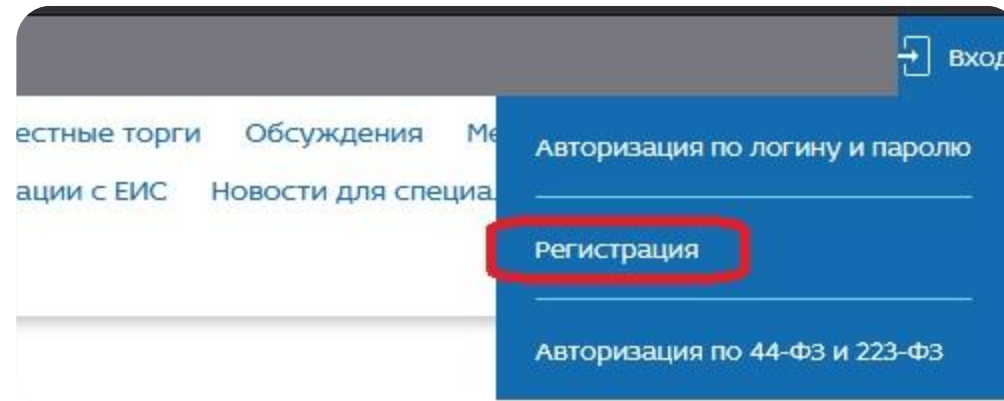 Вход
естные торги Обсуждения Ме
ации с ЕИС Новости для специал
Авторизация по логину и паролю
Регистрация
Авторизация по 44-ФЗ и 223-ФЗ